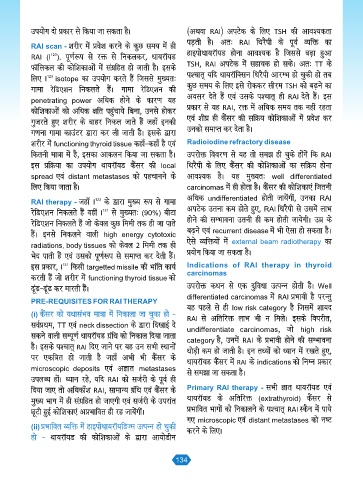 उपयोग दो प्रकार से किया जा सकता है।
RAI scan - शरीर में प्रवेश करने के कुछ समय में ही
RAI (I¹³¹), पूर्णरूप से रक्त से निकलकर, थायरॉयड
फॉलिकल की कोशिकाओं में संग्रहित हो जाती है। इसके
लिए I¹³¹ isotope का उपयोग करते हैं जिससे मुख्यतः
गामा रेडिएशन निकलते हैं। गामा रेडिएशन की
penetrating power अधिक होने के कारण यह
कोशिकाओं को अधिक क्षति पहुंचाये बिना, उनसे होकर
गुजरते हुए शरीर के बाहर निकल जाते हैं जहाँ इनकी
गणना गामा काउंटर द्वारा कर ली जाती है। इसके द्वारा
शरीर में functioning thyroid tissue कहाँ-कहाँ है एवं
कितनी मात्रा में है, इसका आकलन किया जा सकता है।
इस प्रक्रिया का उपयोग थायरॉयड कैंसर की local
spread एवं distant metastases को पहचानने के
लिए किया जाता है।
RAI therapy - जहाँ I¹²³ के द्वारा मुख्य रूप से गामा
रेडिएशन निकलते हैं वहीं I¹³¹ से मुख्यतः (90%) बीटा
रेडिएशन निकलते हैं जो केवल कुछ मिमी तक ही जा पाते
हैं। इनसे निकलने वाली high energy cytotoxic
radiations, body tissues को केवल 2 मिमी तक ही
भेद पाती हैं एवं उसको पूर्णरूप से समाप्त कर देती हैं।
इस प्रकार, I¹³¹ किसी targetted missile की भांति कार्य
करती है जो शरीर में functioning thyroid tissue को
ढूंढ-ढूंढ कर मारती है।
PRE-REQUISITES FOR RAI THERAPY
(i) कैंसर को यथासंभव मात्रा में निकाला जा चुका हो -
सर्वप्रथम, TTT एवं neck dissection के द्वारा दिखाई दे
सकने वाली सम्पूर्ण थायरॉयड ग्रंथि को निकाल दिया जाता
है। इसके पश्चात् RAI दिए जाने पर वह उन सभी स्थानों
पर एकत्रित हो जाती है जहाँ अभी भी कैंसर के
microscopic deposits एवं अज्ञात metastases
उपलब्ध हों। ध्यान रहे, यदि RAI को सर्जरी के पूर्व ही
दिया जाए तो अधिकाँश RAI, सामान्य ग्रंथि एवं कैंसर के
मुख्य भाग में ही संग्रहित हो जाएगी एवं सर्जरी के उपरांत
छूटी हुई कोशिकाएं अप्रभावित ही रह जायेंगी।
(ii) प्रभावित व्यक्ति में हाइपोथायरॉयडिज्म उत्पन्न हो चुकी
हो - थायरॉयड की कोशिकाओं के द्वारा आयोडीन
(अथवा RAI) अपटेक के लिए TSH की आवश्यकता
पड़ती है। अतः RAI थिरैपी के पूर्व व्यक्ति का
हाइपोथायरॉयड होना आवश्यक है जिससे बढ़ा हुआ
TSH, RAI अपटेक में सहायक हो सके। अतः TT के
पश्चात् यदि थायरॉक्सिन थिरैपी आरम्भ हो चुकी हो तब
कुछ समय के लिए इसे रोककर सीरम TSH को बढ़ने का
अवसर देते हैं एवं उसके पश्चात् ही RAI देते हैं। इस
प्रकार से यह RAI, रक्त में अधिक समय तक नहीं रहता
एवं शीघ्र ही कैंसर की सक्रिय कोशिकाओं में प्रवेश कर
उनको समाप्त कर देता है।
Radioiodine refractory disease
उपरोक्त विवरण से यह तो समझ ही चुके होंगें कि RAI
थिरैपी के लिए कैंसर की कोशिकाओं का सक्रिय होना
आवश्यक है। यह मुख्यतः well differentiated
carcinomas में ही होता है। कैंसर की कोशिकाएं जितनी
अधिक undifferentiated होती जायेंगी, उनका RAI
अपटेक उतना कम होते हुए, RAI थिरैपी से उसमें लाभ
होने की सम्भावना उतनी ही कम होती जायेंगी। उम्र के
बढ़ने एवं recurrent disease में भी ऐसा हो सकता है।
ऐसे व्यक्तियों में external beam radiotherapy का
प्रयोग किया जा सकता है।
Indications of RAI therapy in thyroid
carcinomas
उपरोक्त कथन से एक दुविधा उत्पन्न होती है। Well
differentiated carcinomas में RAI प्रभावी है परन्तु
यह पहले से ही low risk category है जिसमें शायद
RAI से अतिरिक्त लाभ भी न मिले। इसके विपरीत,
undifferentiate carcinomas, जो high risk
category है, उनमें RAI के प्रभावी होने की सम्भावना
थोड़ी कम हो जाती है। इन तथ्यों को ध्यान में रखते हुए,
थायरॉयड कैंसर में RAI के indications को निम्न प्रकार
से समझा जा सकता है।
Primary RAI therapy - सभी ज्ञात थायरॉयड एवं
थायरॉयड के अतिरिक्त (extrathyroid) कैंसर से
प्रभावित भागों को निकालने के पश्चात् RAI स्कैन में पाये
गए microscopic एवं distant metastases को नष्ट
करने के लिए।
134